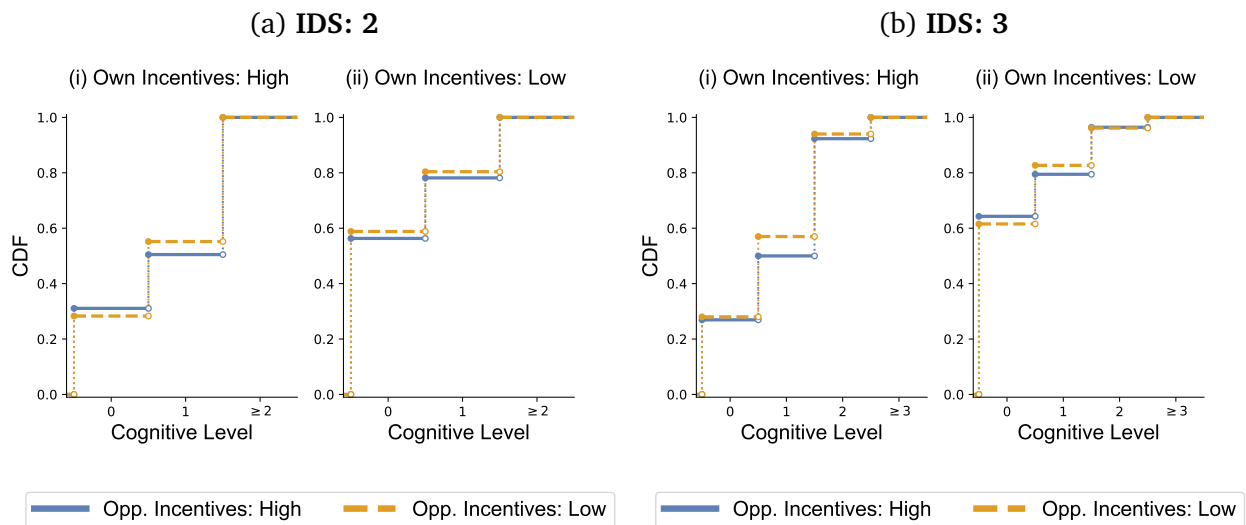 (a) IDS: 2
(b) IDS: 3
(i) Own Incentives: High
(ii) Own Incentives: Low
(i) Own Incentives: High
(ii) Own Incentives: Low
CDF
1.0
0.8
0.6
0.4
0.2
0.0
0 1 ≥ 2
Cognitive Level
1.0
0.8
0.6
0.4
0.2
0.0
0 1 ≥ 2
Cognitive Level
CDF
1.0
0.8
0.6
0.4
0.2
0.0
0 1 2 ≥ 3
Cognitive Level
1.0
0.8
0.6
0.4
0.2
0.0
0 1 2 ≥ 3
Cognitive Level
Opp. Incentives: High Opp. Incentives: Low
Opp. Incentives: High Opp. Incentives: Low